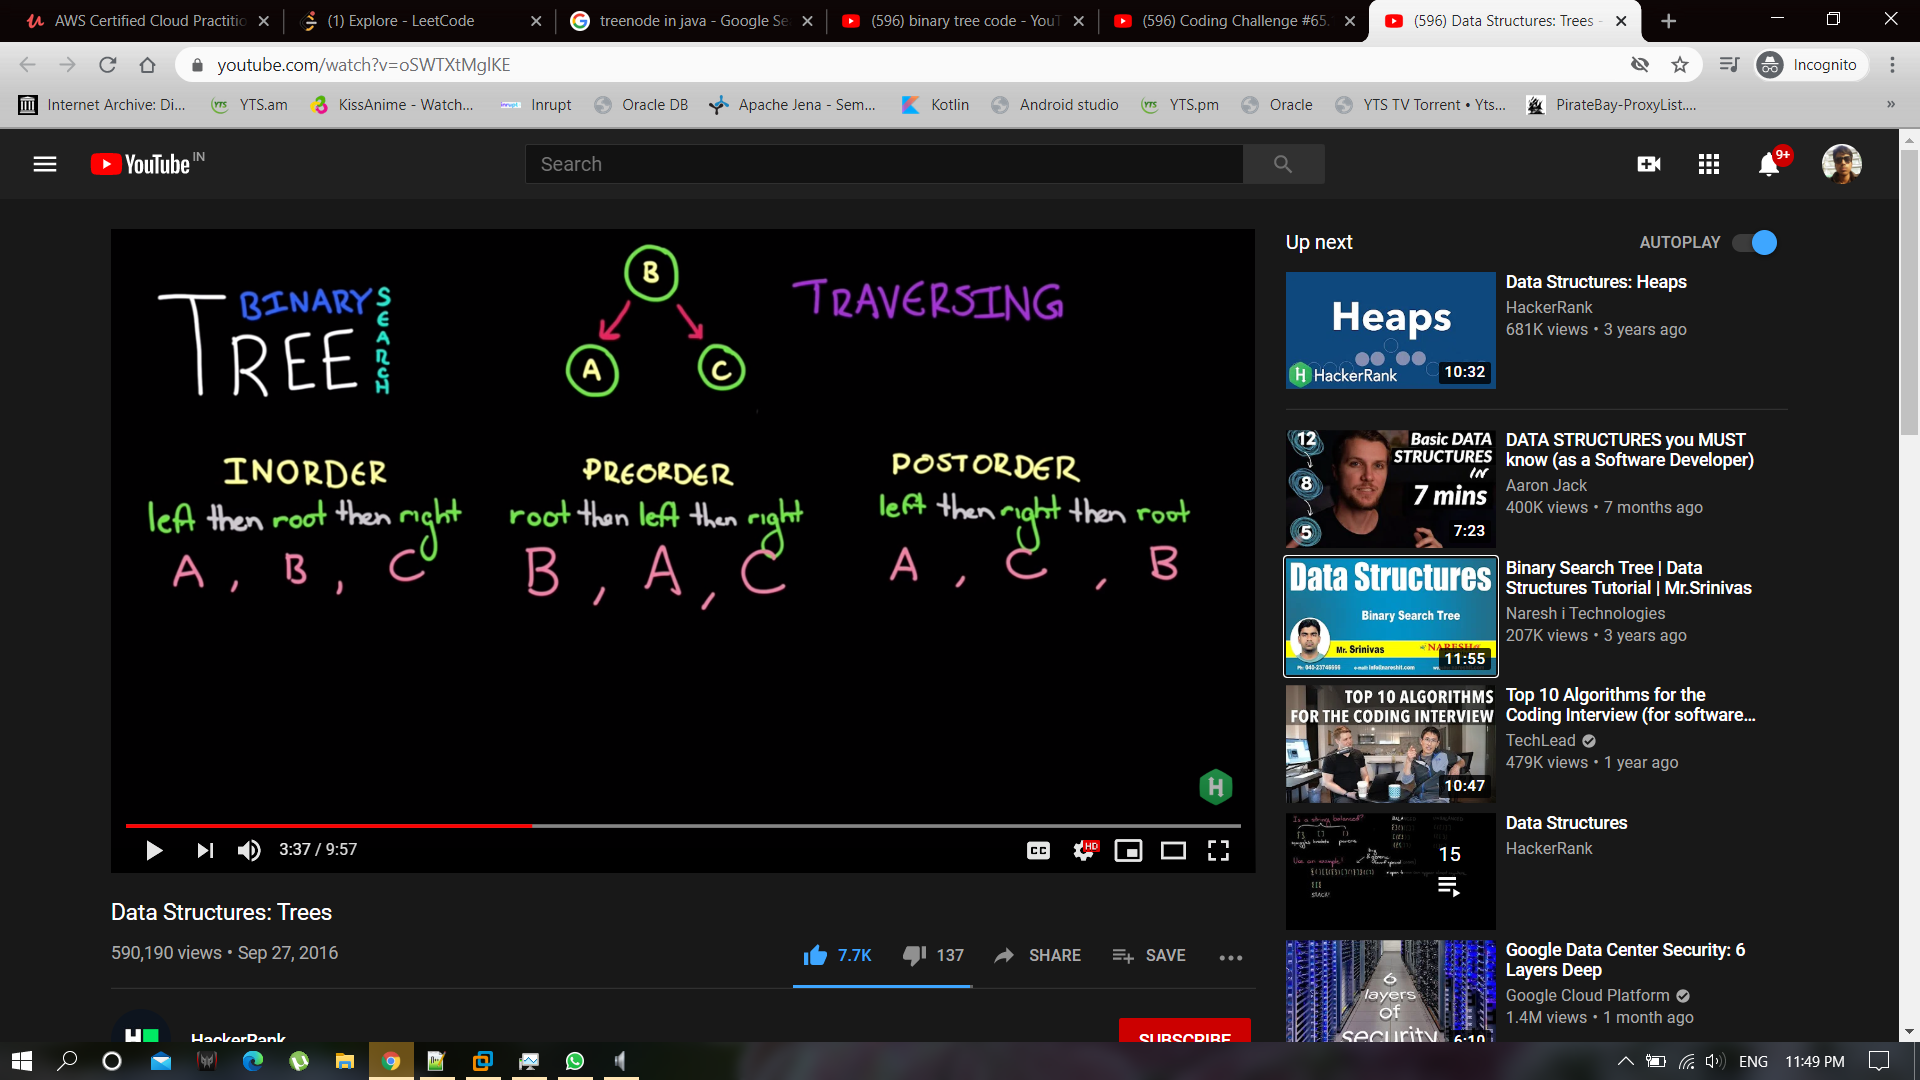 AWS Certified Cloud Practitio
(1) Explore - LeetCode
treenode in java - Google Se
(596) binary tree code - YouT
(596) Coding Challenge #65.
(596) Data Structures: Trees -
youtube.com/watch?v=oSWTXtMglKE
Incognito
Internet Archive: Di...
YTS.am
KissAnime - Watch...
Inrupt
Oracle DB
Apache Jena - Sem...
Kotlin
Android studio
YTS.pm
Oracle
YTS TV Torrent • Yts...
PirateBay-ProxyList....
»
YouTube IN
Search
9+
BINARY SEARCH
TREE
B
A
C
TRAVERSING
INORDER
left then root then right
A , B , C
PREORDER
root then left then right
B , A , C
POSTORDER
left then right then root
A , C , B
H
3:37 / 9:57
CC
HD
Data Structures: Trees
590,190 views • Sep 27, 2016
7.7K
137
SHARE
SAVE
HackerRank
SUBSCRIBE
Up next
AUTOPLAY
Heaps
HackerRank
10:32
Data Structures: Heaps
HackerRank
681K views • 3 years ago
12
8
5
Basic DATA
STRUCTURES
IN
7 mins
7:23
DATA STRUCTURES you MUST
know (as a Software Developer)
Aaron Jack
400K views • 7 months ago
Data Structures
Binary Search Tree
Mr. Srinivas
11:55
Binary Search Tree | Data
Structures Tutorial | Mr.Srinivas
Naresh i Technologies
207K views • 3 years ago
TOP 10 ALGORITHMS
FOR THE CODING INTERVIEW
10:47
Top 10 Algorithms for the
Coding Interview (for software...
TechLead
479K views • 1 year ago
Is a string balanced?
15
Data Structures
HackerRank
6
layers
of
security
6:10
Google Data Center Security: 6
Layers Deep
Google Cloud Platform
1.4M views • 1 month ago
ENG
11:49 PM